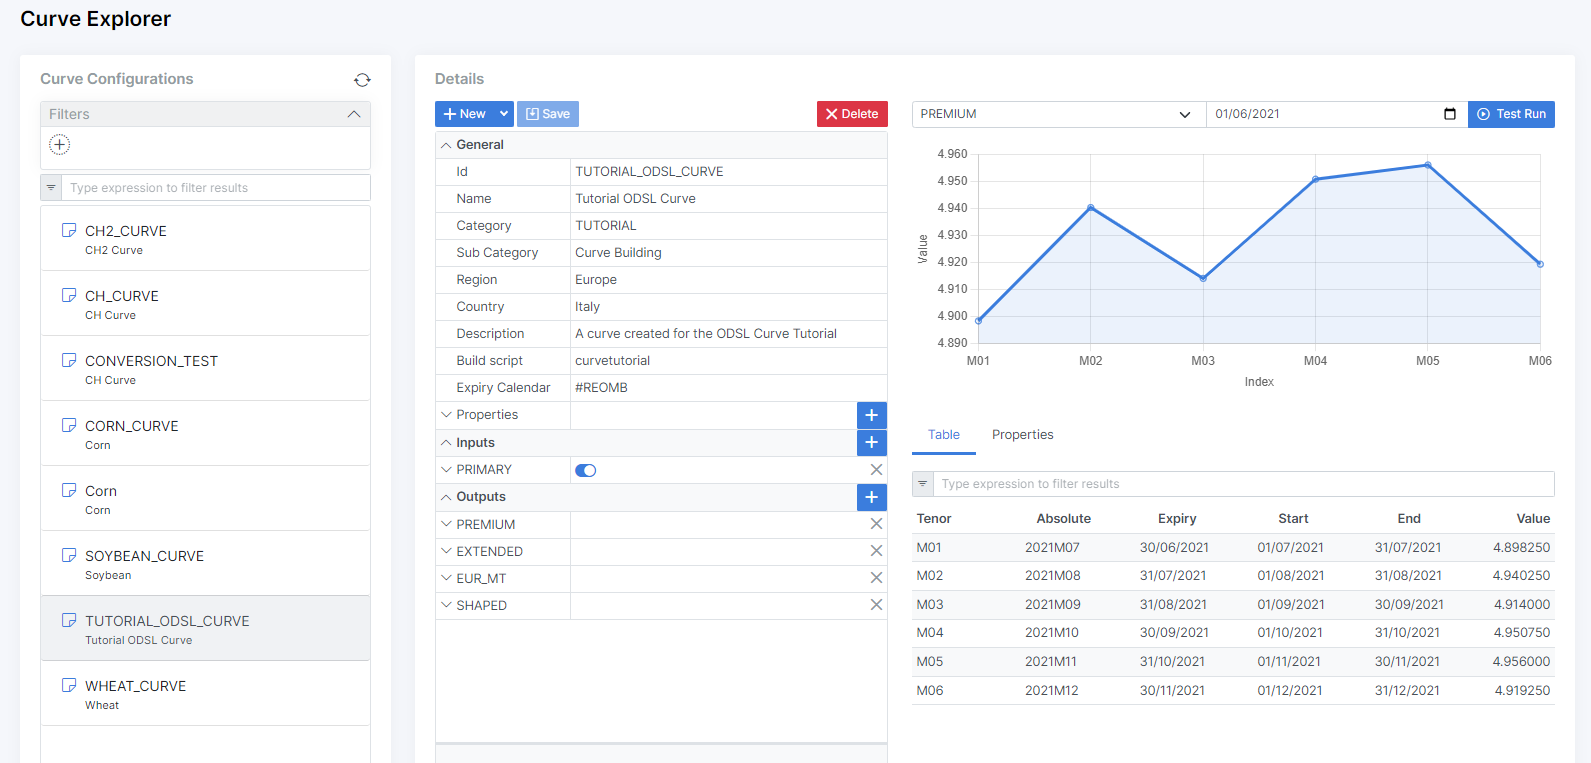 Curve Explorer
Curve Configurations
Filters
Type expression to filter results
CH2_CURVE
CH2 Curve
CH_CURVE
CH Curve
CONVERSION_TEST
CH Curve
CORN_CURVE
Corn
Corn
Corn
SOYBEAN_CURVE
Soybean
TUTORIAL_ODSL_CURVE
Tutorial ODSL Curve
WHEAT_CURVE
Wheat
Details
New Save Delete
General
Id TUTORIAL_ODSL_CURVE
Name Tutorial ODSL Curve
Category TUTORIAL
Sub Category Curve Building
Region Europe
Country Italy
Description A curve created for the ODSL Curve Tutorial
Build script curvetutorial
Expiry Calendar #REOMB
Properties
Inputs
PRIMARY
Outputs
PREMIUM
EXTENDED
EUR_MT
SHAPED
PREMIUM 01/06/2021 Test Run
4.960
4.950
4.940
4.930
4.920
4.910
4.900
4.890
Value
M01 M02 M03 M04 M05 M06
Index
Table Properties
Type expression to filter results
Tenor Absolute Expiry Start End Value
M01 2021M07 30/06/2021 01/07/2021 31/07/2021 4.898250
M02 2021M08 31/07/2021 01/08/2021 31/08/2021 4.940250
M03 2021M09 31/08/2021 01/09/2021 30/09/2021 4.914000
M04 2021M10 30/09/2021 01/10/2021 31/10/2021 4.950750
M05 2021M11 31/10/2021 01/11/2021 30/11/2021 4.956000
M06 2021M12 30/11/2021 01/12/2021 31/12/2021 4.919250